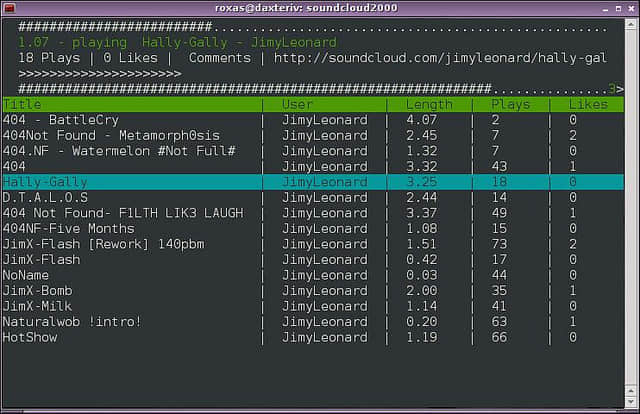 roxas@daxteriv: soundcloud2000
#########################..................................................
1.07 - playing  Hally-Gally - JimyLeonard
18 Plays | 0 Likes |  Comments | http://soundcloud.com/jimyleonard/hally-gal
>>>>>>>>>>>>>>>>>>>>>
#############################################################...............3>
Title | User | Length | Plays | Likes
404 - BattleCry | JimyLeonard | 4.07 | 2 | 0
404Not Found - Metamorph0sis | JimyLeonard | 2.45 | 7 | 2
404.NF - Watermelon #Not Full# | JimyLeonard | 1.32 | 7 | 0
404 | JimyLeonard | 3.32 | 43 | 1
Hally-Gally | JimyLeonard | 3.25 | 18 | 0
D.T.A.L.O.S | JimyLeonard | 2.44 | 14 | 0
404 Not Found- F1LTH LIK3 LAUGH | JimyLeonard | 3.37 | 49 | 1
404NF-Five Months | JimyLeonard | 1.08 | 15 | 0
JimX-Flash [Rework] 140pbm | JimyLeonard | 1.51 | 73 | 2
JimX-Flash | JimyLeonard | 0.42 | 17 | 0
NoName | JimyLeonard | 0.03 | 44 | 0
JimX-Bomb | JimyLeonard | 2.00 | 35 | 1
JimX-Milk | JimyLeonard | 1.14 | 41 | 0
Naturalwob !intro! | JimyLeonard | 0.20 | 63 | 1
HotShow | JimyLeonard | 1.19 | 66 | 0